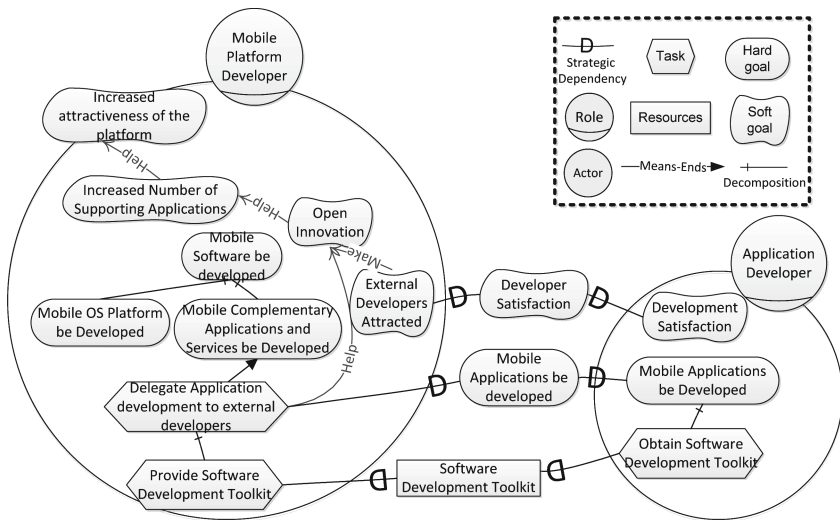 Mobile
Platform
Developer
Increased
attractiveness of the
platform
Help
Increased Number of
Supporting Applications
Help
Open
Innovation
Make
Mobile
Software be
developed
External
Developers
Attracted
Mobile OS Platform
be Developed
Mobile Complementary
Applications and
Services be Developed
Help
Delegate Application
development to external
developers
Provide Software
Development Toolkit
D
Developer
Satisfaction
D
D
Mobile
Applications be
developed
D
D
Software
Development Toolkit
D
Application
Developer
Development
Satisfaction
Mobile Applications
be Developed
Obtain Software
Development Toolkit
D
Strategic
Dependency
Task
Hard
goal
Role
Resources
Soft
goal
Actor
Means-Ends
Decomposition